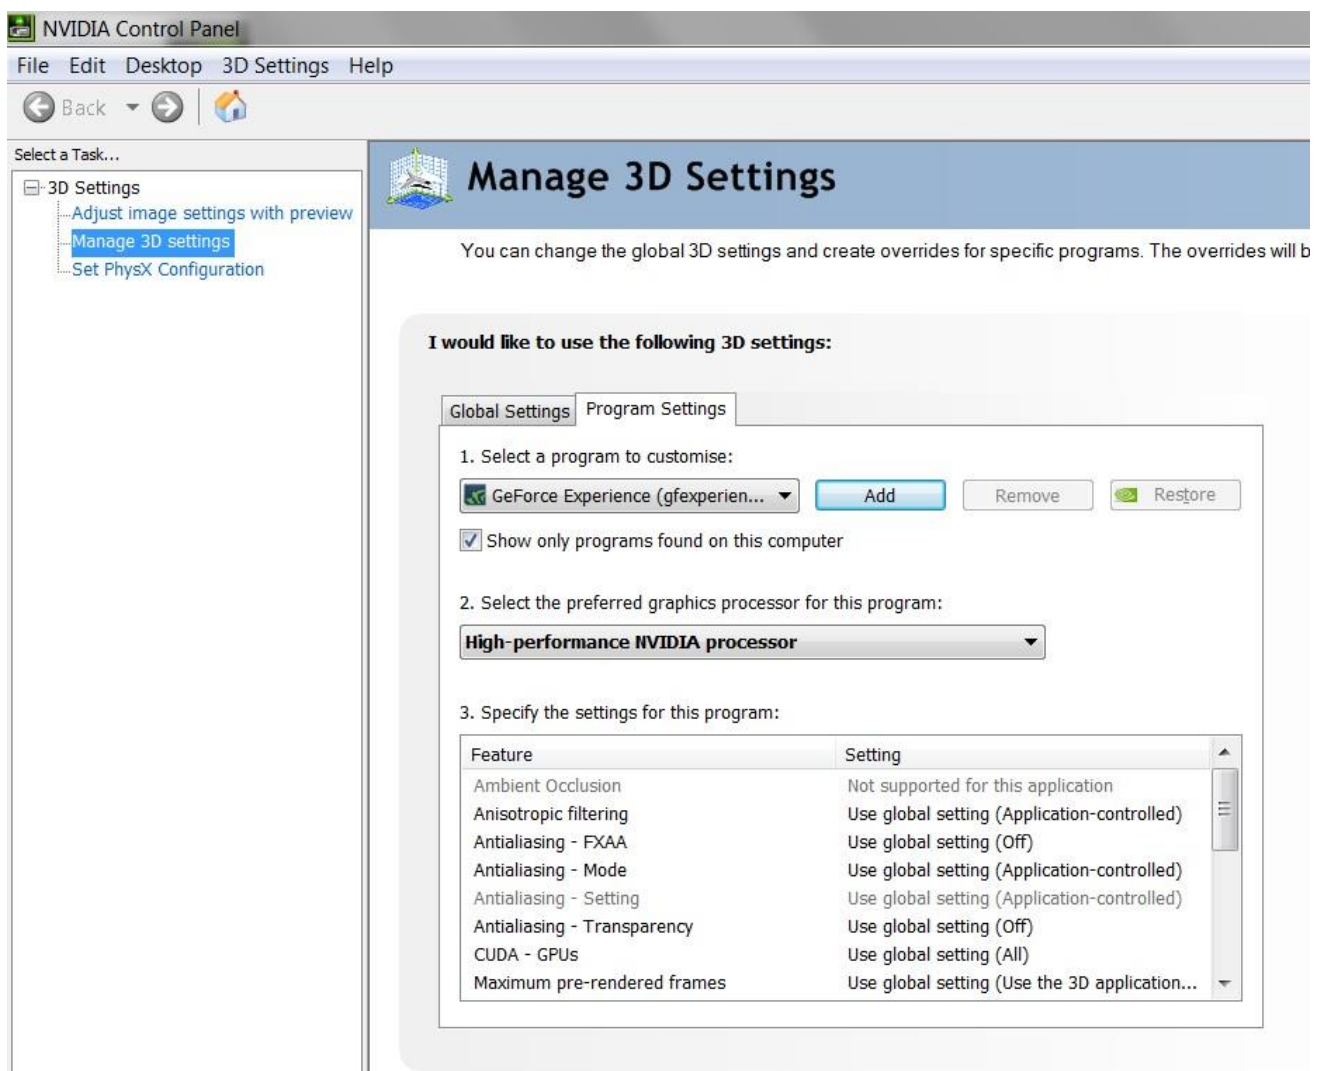 NVIDIA Control Panel
File Edit Desktop 3D Settings Help
Back
Select a Task...
3D Settings
Adjust image settings with preview
Manage 3D settings
Set PhysX Configuration
Manage 3D Settings
You can change the global 3D settings and create overrides for specific programs. The overrides will b
I would like to use the following 3D settings:
Global Settings Program Settings
1. Select a program to customise:
GeForce Experience (gfexperien... Add Remove Restore
Show only programs found on this computer
2. Select the preferred graphics processor for this program:
High-performance NVIDIA processor
3. Specify the settings for this program:
Feature Setting
Ambient Occlusion Not supported for this application
Anisotropic filtering Use global setting (Application-controlled)
Antialiasing - FXAA Use global setting (Off)
Antialiasing - Mode Use global setting (Application-controlled)
Antialiasing - Setting Use global setting (Application-controlled)
Antialiasing - Transparency Use global setting (Off)
CUDA - GPUs Use global setting (All)
Maximum pre-rendered frames Use global setting (Use the 3D application...